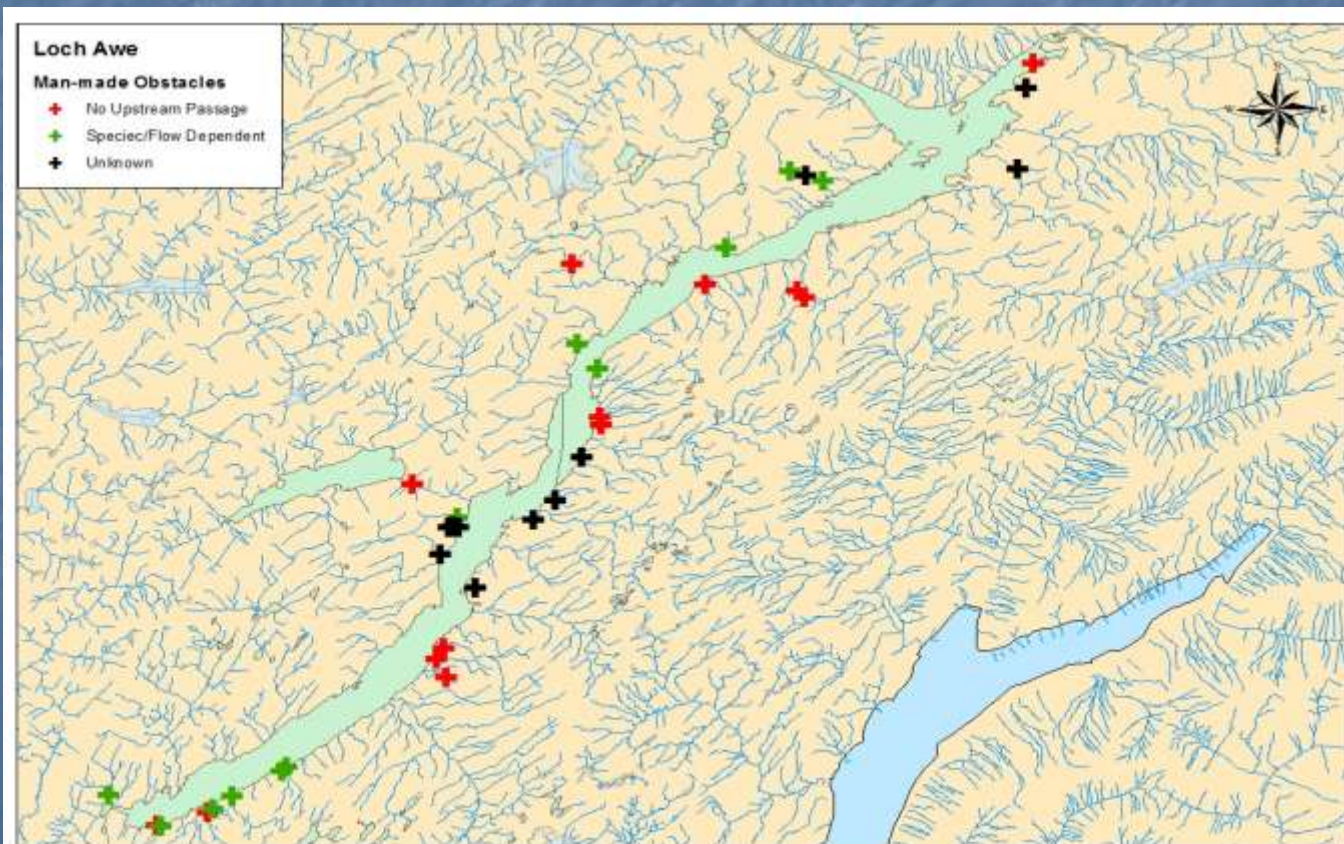 Loch Awe
Man-made Obstacles
No Upstream Passage
Speciec/Flow Dependent
Unknown